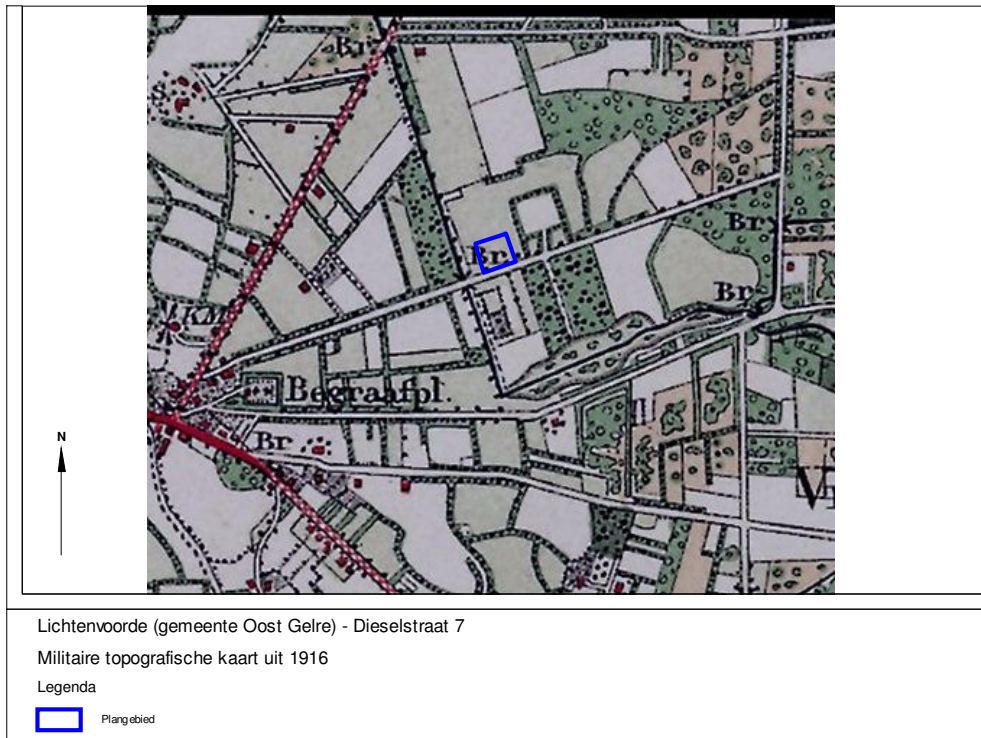 Br
S.
Br.
Br
Br
KM
Begraafpl.
Br
N
Lichtenvoorde (gemeente Oost Gelre) - Dieselstraat 7
Militaire topografische kaart uit 1916
Legenda
Plangebied